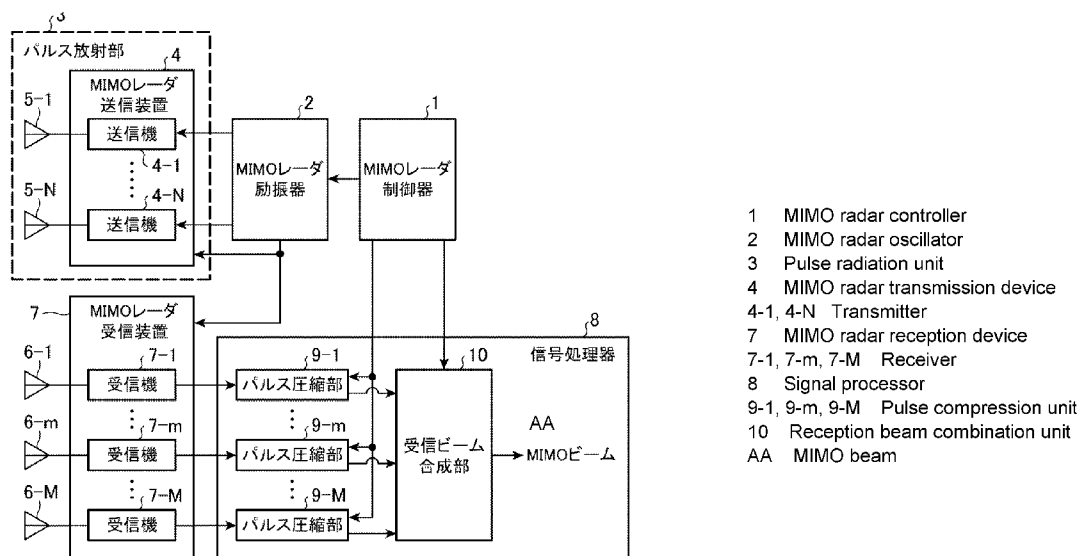 3
パルス放射部
4
MIMOレーダ
送信装置
5-1
送信機
4-1
5-N
4-N
送信機
2
MIMOレーダ
励振器
1
MIMOレーダ
制御器
7
MIMOレーダ
受信装置
6-1
7-1
受信機
6-m
7-m
受信機
6-M
7-M
受信機
8
信号処理器
9-1
パルス圧縮部
9-m
パルス圧縮部
9-M
パルス圧縮部
10
受信ビーム
合成部
AA
MIMOビーム
1 MIMO radar controller
2 MIMO radar oscillator
3 Pulse radiation unit
4 MIMO radar transmission device
4-1, 4-N Transmitter
7 MIMO radar reception device
7-1, 7-m, 7-M Receiver
8 Signal processor
9-1, 9-m, 9-M Pulse compression unit
10 Reception beam combination unit
AA MIMO beam